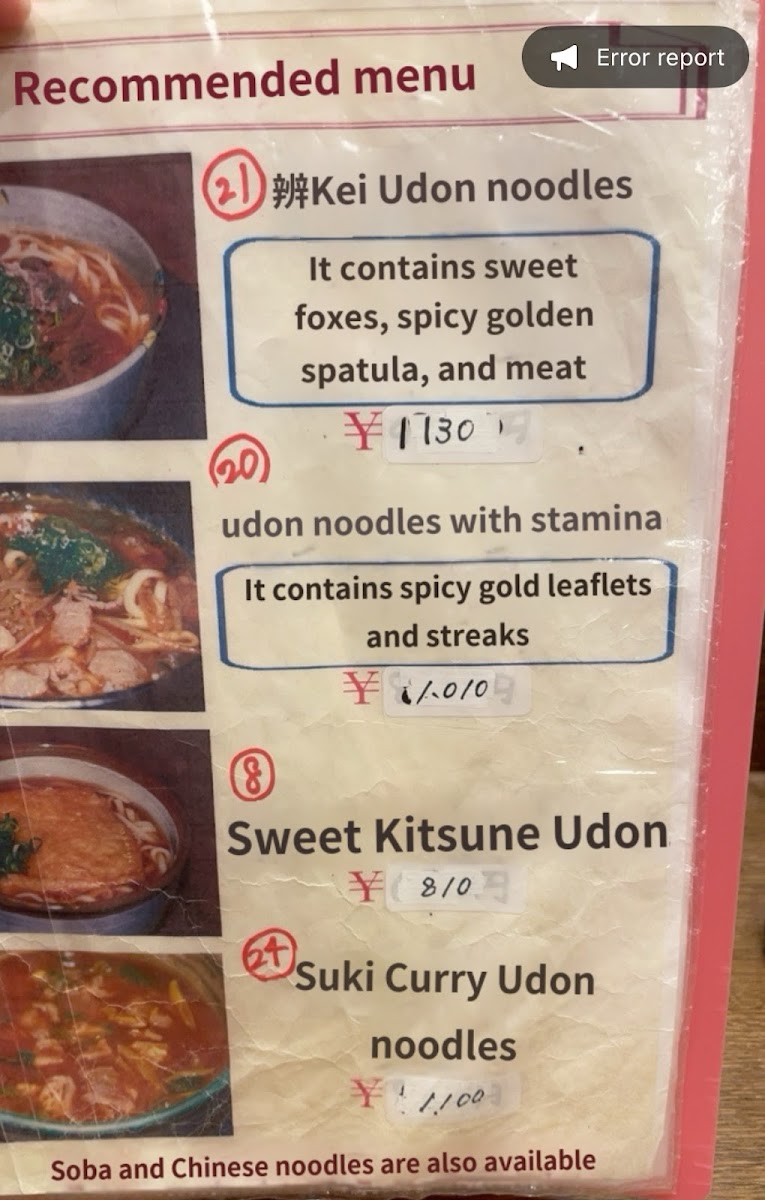 Error report
Recommended menu
21
辨Kei Udon noodles
It contains sweet
foxes, spicy golden
spatula, and meat
¥ 1130
20
udon noodles with stamina
It contains spicy gold leaflets
and streaks
¥ 1.010
8
Sweet Kitsune Udon
¥ 810
24
Suki Curry Udon
noodles
¥ 1.100
Soba and Chinese noodles are also available